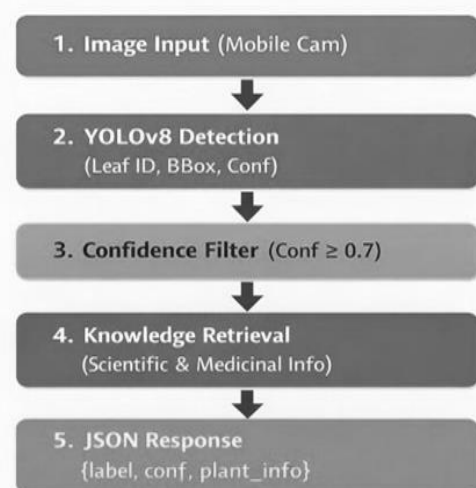 1. Image Input (Mobile Cam)
2. YOLOv8 Detection
(Leaf ID, BBox, Conf)
3. Confidence Filter (Conf ≥ 0.7)
4. Knowledge Retrieval
(Scientific & Medicinal Info)
5. JSON Response
{label, conf, plant_info}